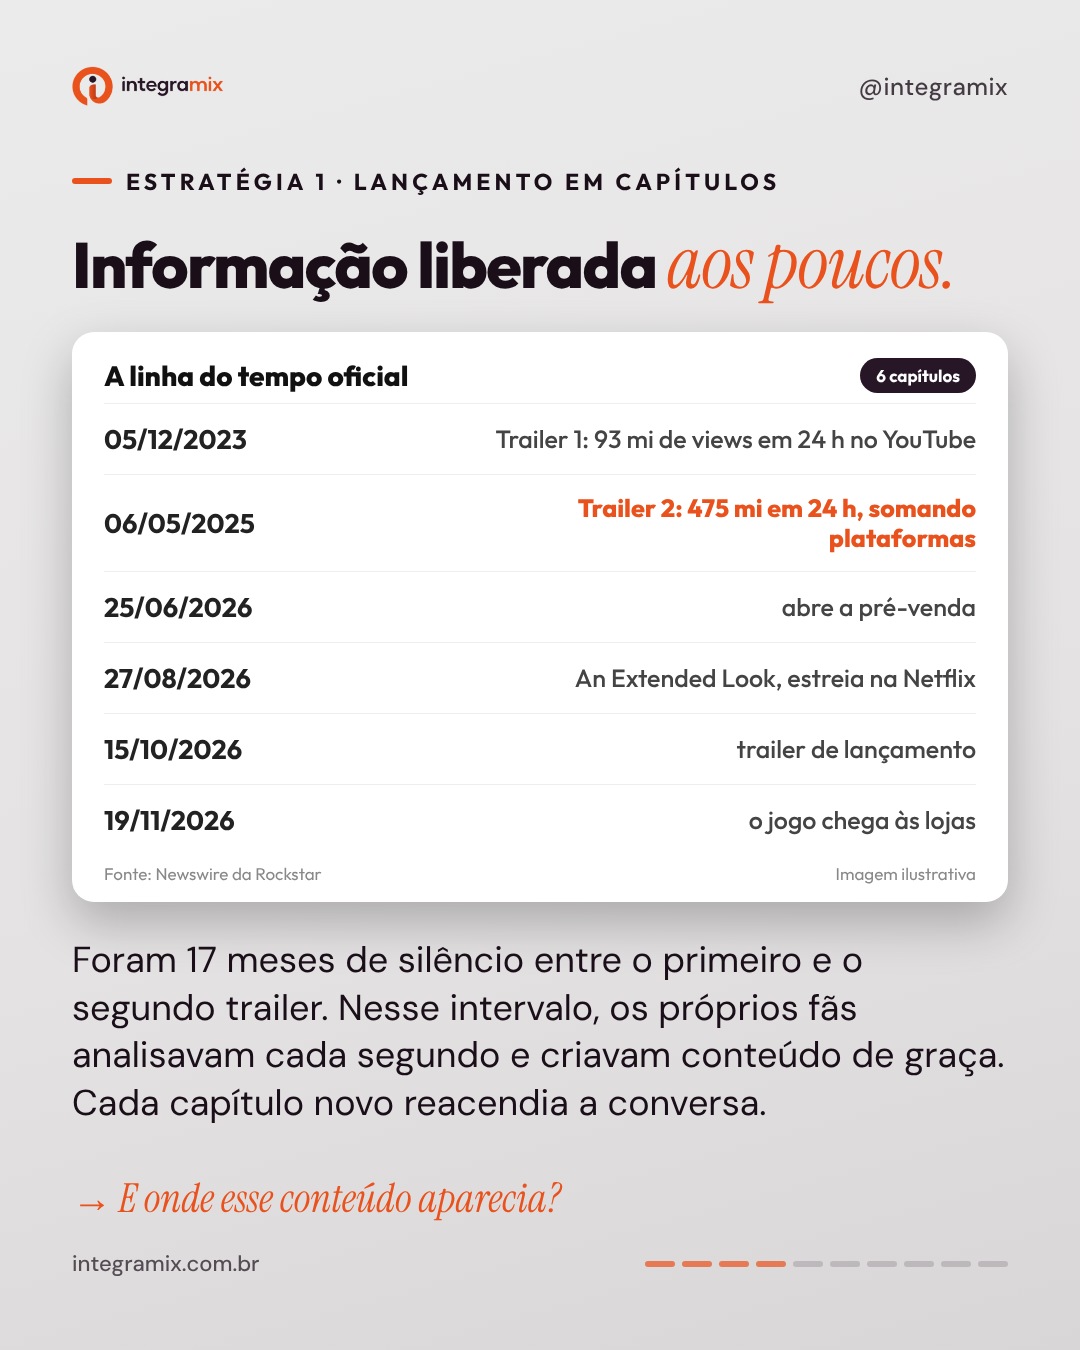 integramix
@integramix
ESTRATÉGIA 1 · LANÇAMENTO EM CAPÍTULOS
Informação liberada aos poucos.
A linha do tempo oficial
6 capítulos
05/12/2023
Trailer 1: 93 mi de views em 24 h no YouTube
06/05/2025
Trailer 2: 475 mi em 24 h, somando
plataformas
25/06/2026
abre a pré-venda
27/08/2026
An Extended Look, estreia na Netflix
15/10/2026
trailer de lançamento
19/11/2026
o jogo chega às lojas
Fonte: Newswire da Rockstar
Imagem ilustrativa
Foram 17 meses de silêncio entre o primeiro e o
segundo trailer. Nesse intervalo, os próprios fãs
analisavam cada segundo e criavam conteúdo de graça.
Cada capítulo novo reacendia a conversa.
→ E onde esse conteúdo aparecia?
integramix.com.br